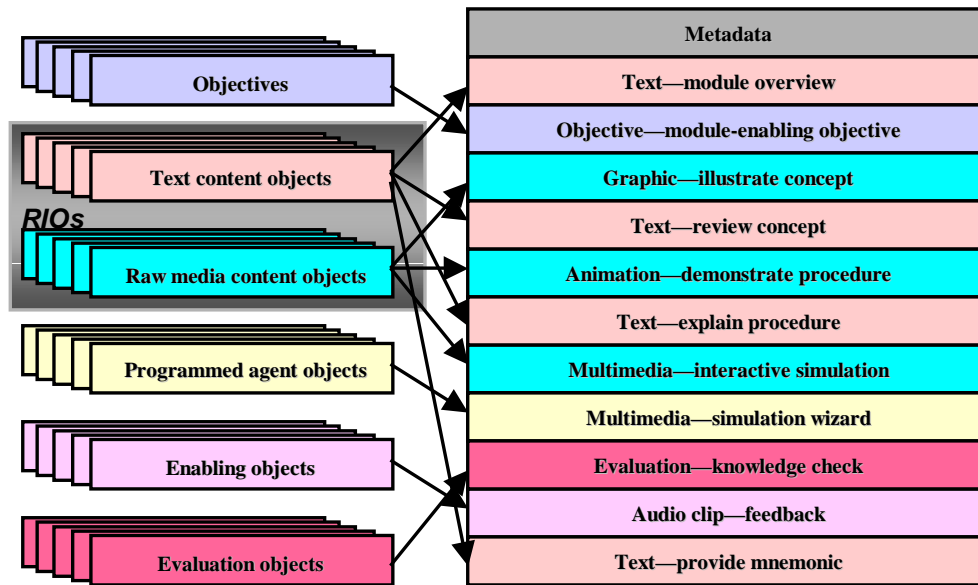 Objectives
Text content objects
RIOs
Raw media content objects
Programmed agent objects
Enabling objects
Evaluation objects
Metadata
Text—module overview
Objective—module-enabling objective
Graphic—illustrate concept
Text—review concept
Animation—demonstrate procedure
Text—explain procedure
Multimedia—interactive simulation
Multimedia—simulation wizard
Evaluation—knowledge check
Audio clip—feedback
Text—provide mnemonic